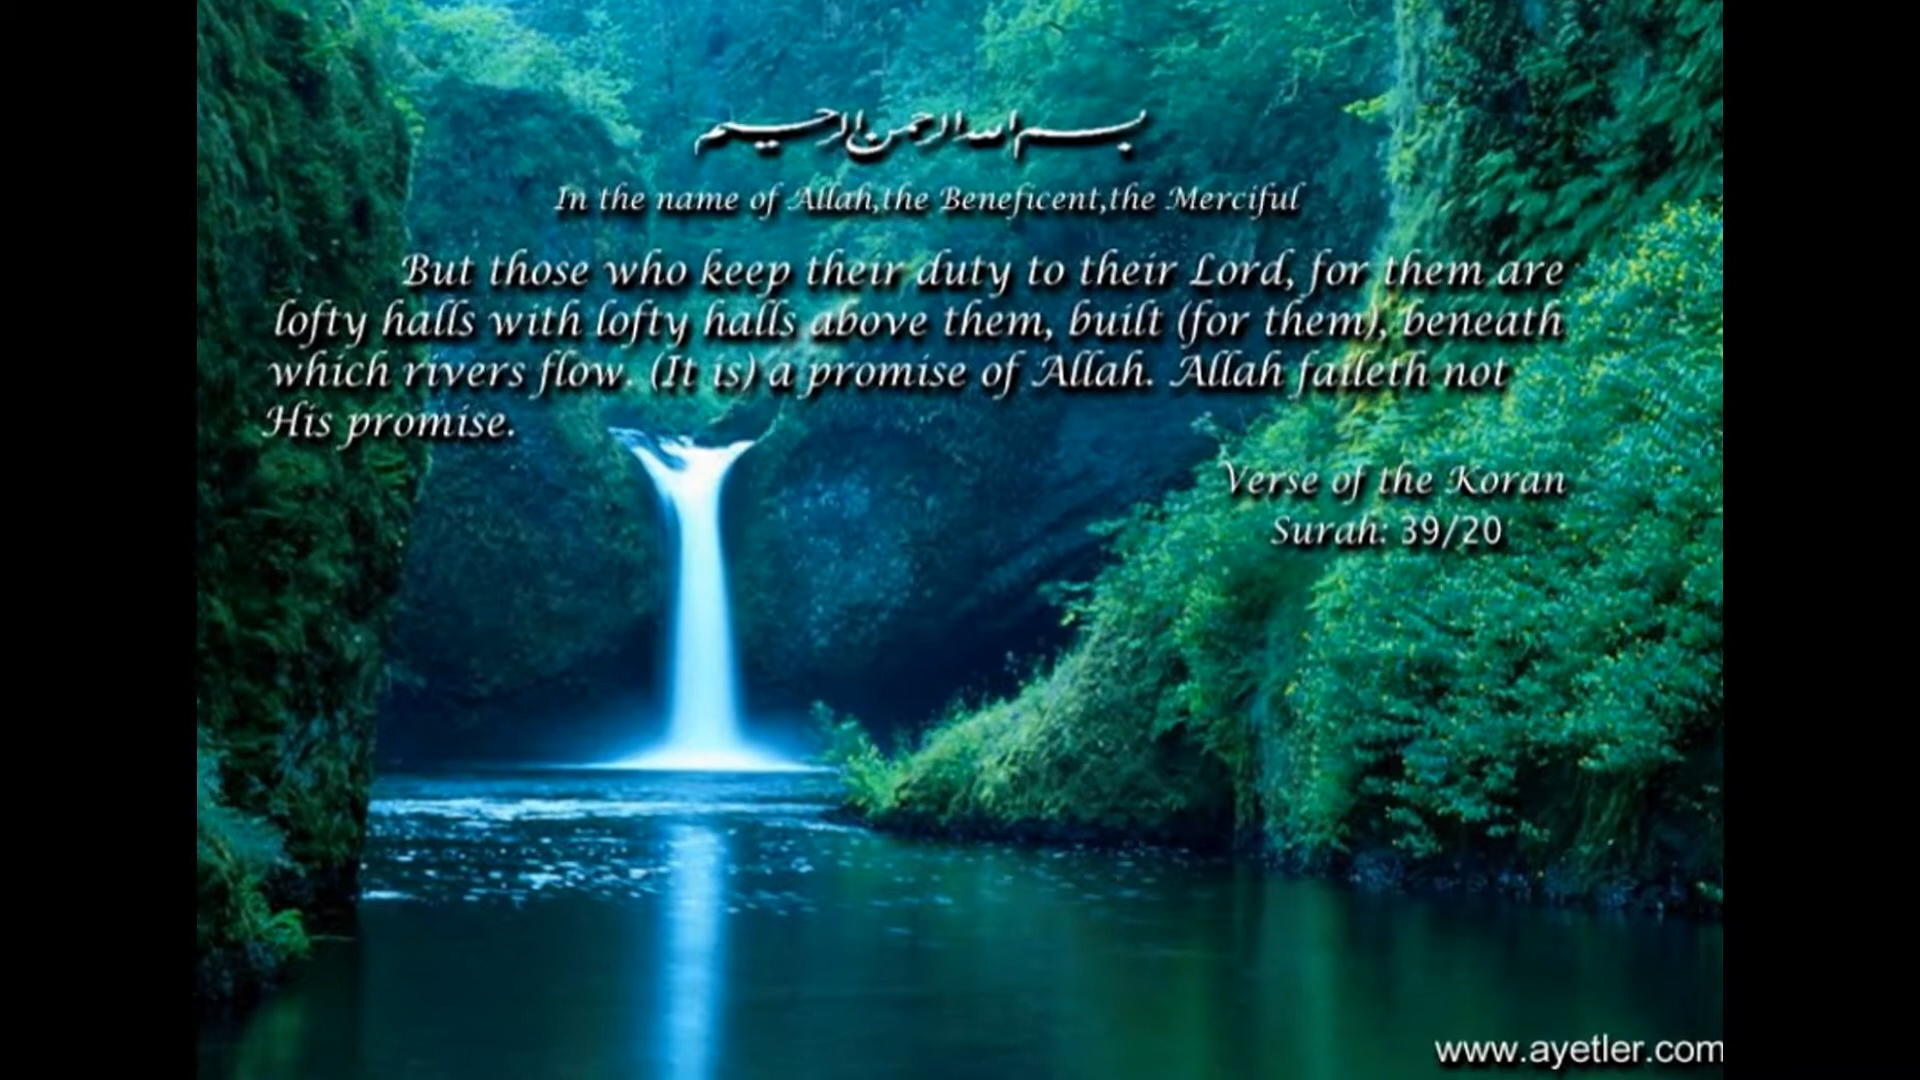 بسم الله الرحمن الرحيم
In the name of Allah,the Beneficent,the Merciful
But those who keep their duty to their Lord, for them are
lofty halls with lofty halls above them, built (for them), beneath
which rivers flow. (It is) a promise of Allah. Allah faileth not
His promise.
Verse of the Koran
Surah: 39/20
www.ayetler.com